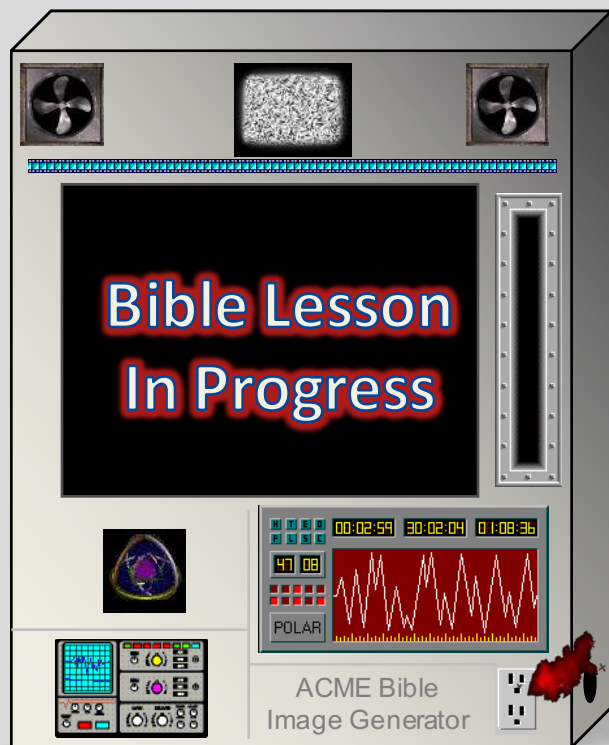 Bible Lesson
In Progress
H T E D
F L S C
00:02:59 30:02:04 01:08:36
47 08
POLAR
ACME Bible
Image Generator